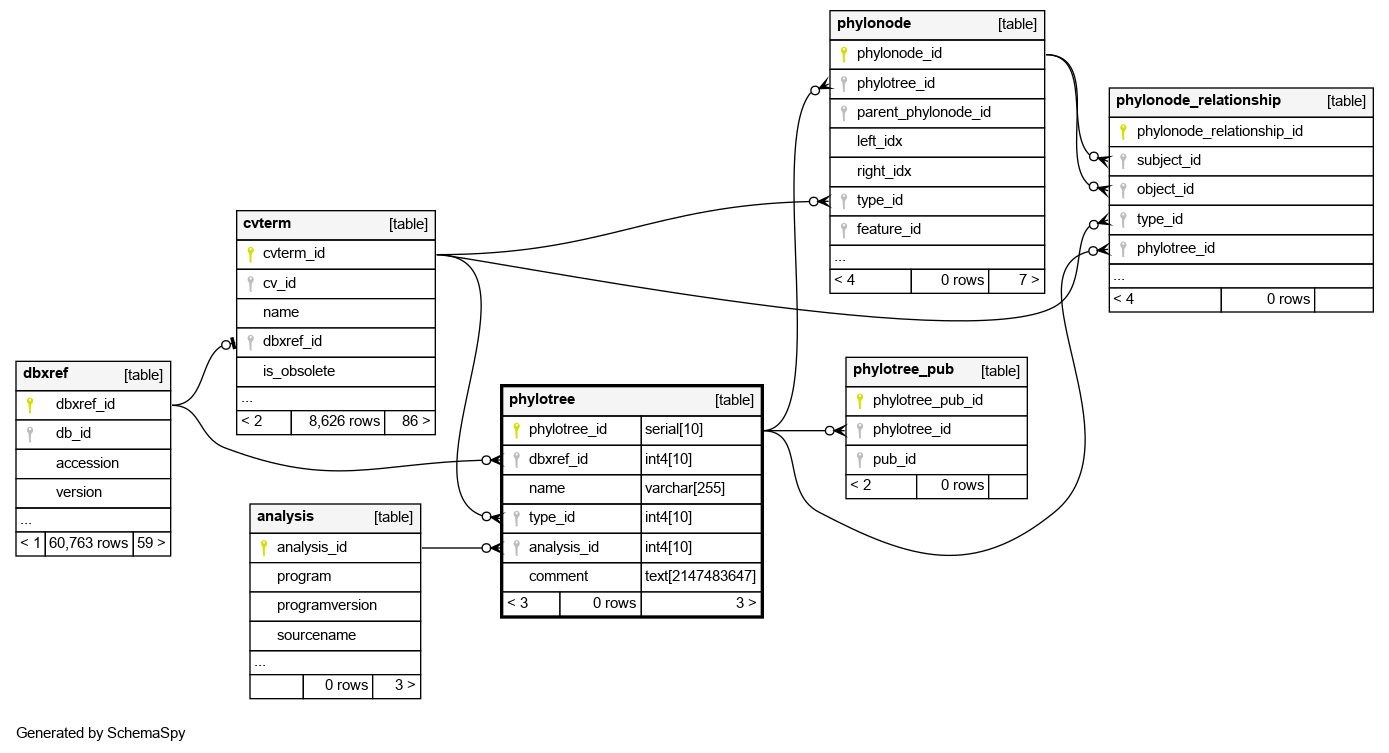 phylonode [table]
phylonode_id
phylotree_id
parent_phylonode_id
left_idx
right_idx
type_id
feature_id
...
< 4 0 rows 7 >
phylonode_relationship [table]
phylonode_relationship_id
subject_id
object_id
type_id
phylotree_id
...
< 4 0 rows
cvterm [table]
cvterm_id
cv_id
name
dbxref_id
is_obsolete
...
< 2 8,626 rows 86 >
dbxref [table]
dbxref_id
db_id
accession
version
...
< 1 60,763 rows 59 >
phylotree [table]
phylotree_id serial[10]
dbxref_id int4[10]
name varchar[255]
type_id int4[10]
analysis_id int4[10]
comment text[2147483647]
< 3 0 rows 3 >
phylotree_pub [table]
phylotree_pub_id
phylotree_id
pub_id
< 2 0 rows
analysis [table]
analysis_id
program
programversion
sourcename
...
0 rows 3 >
Generated by SchemaSpy